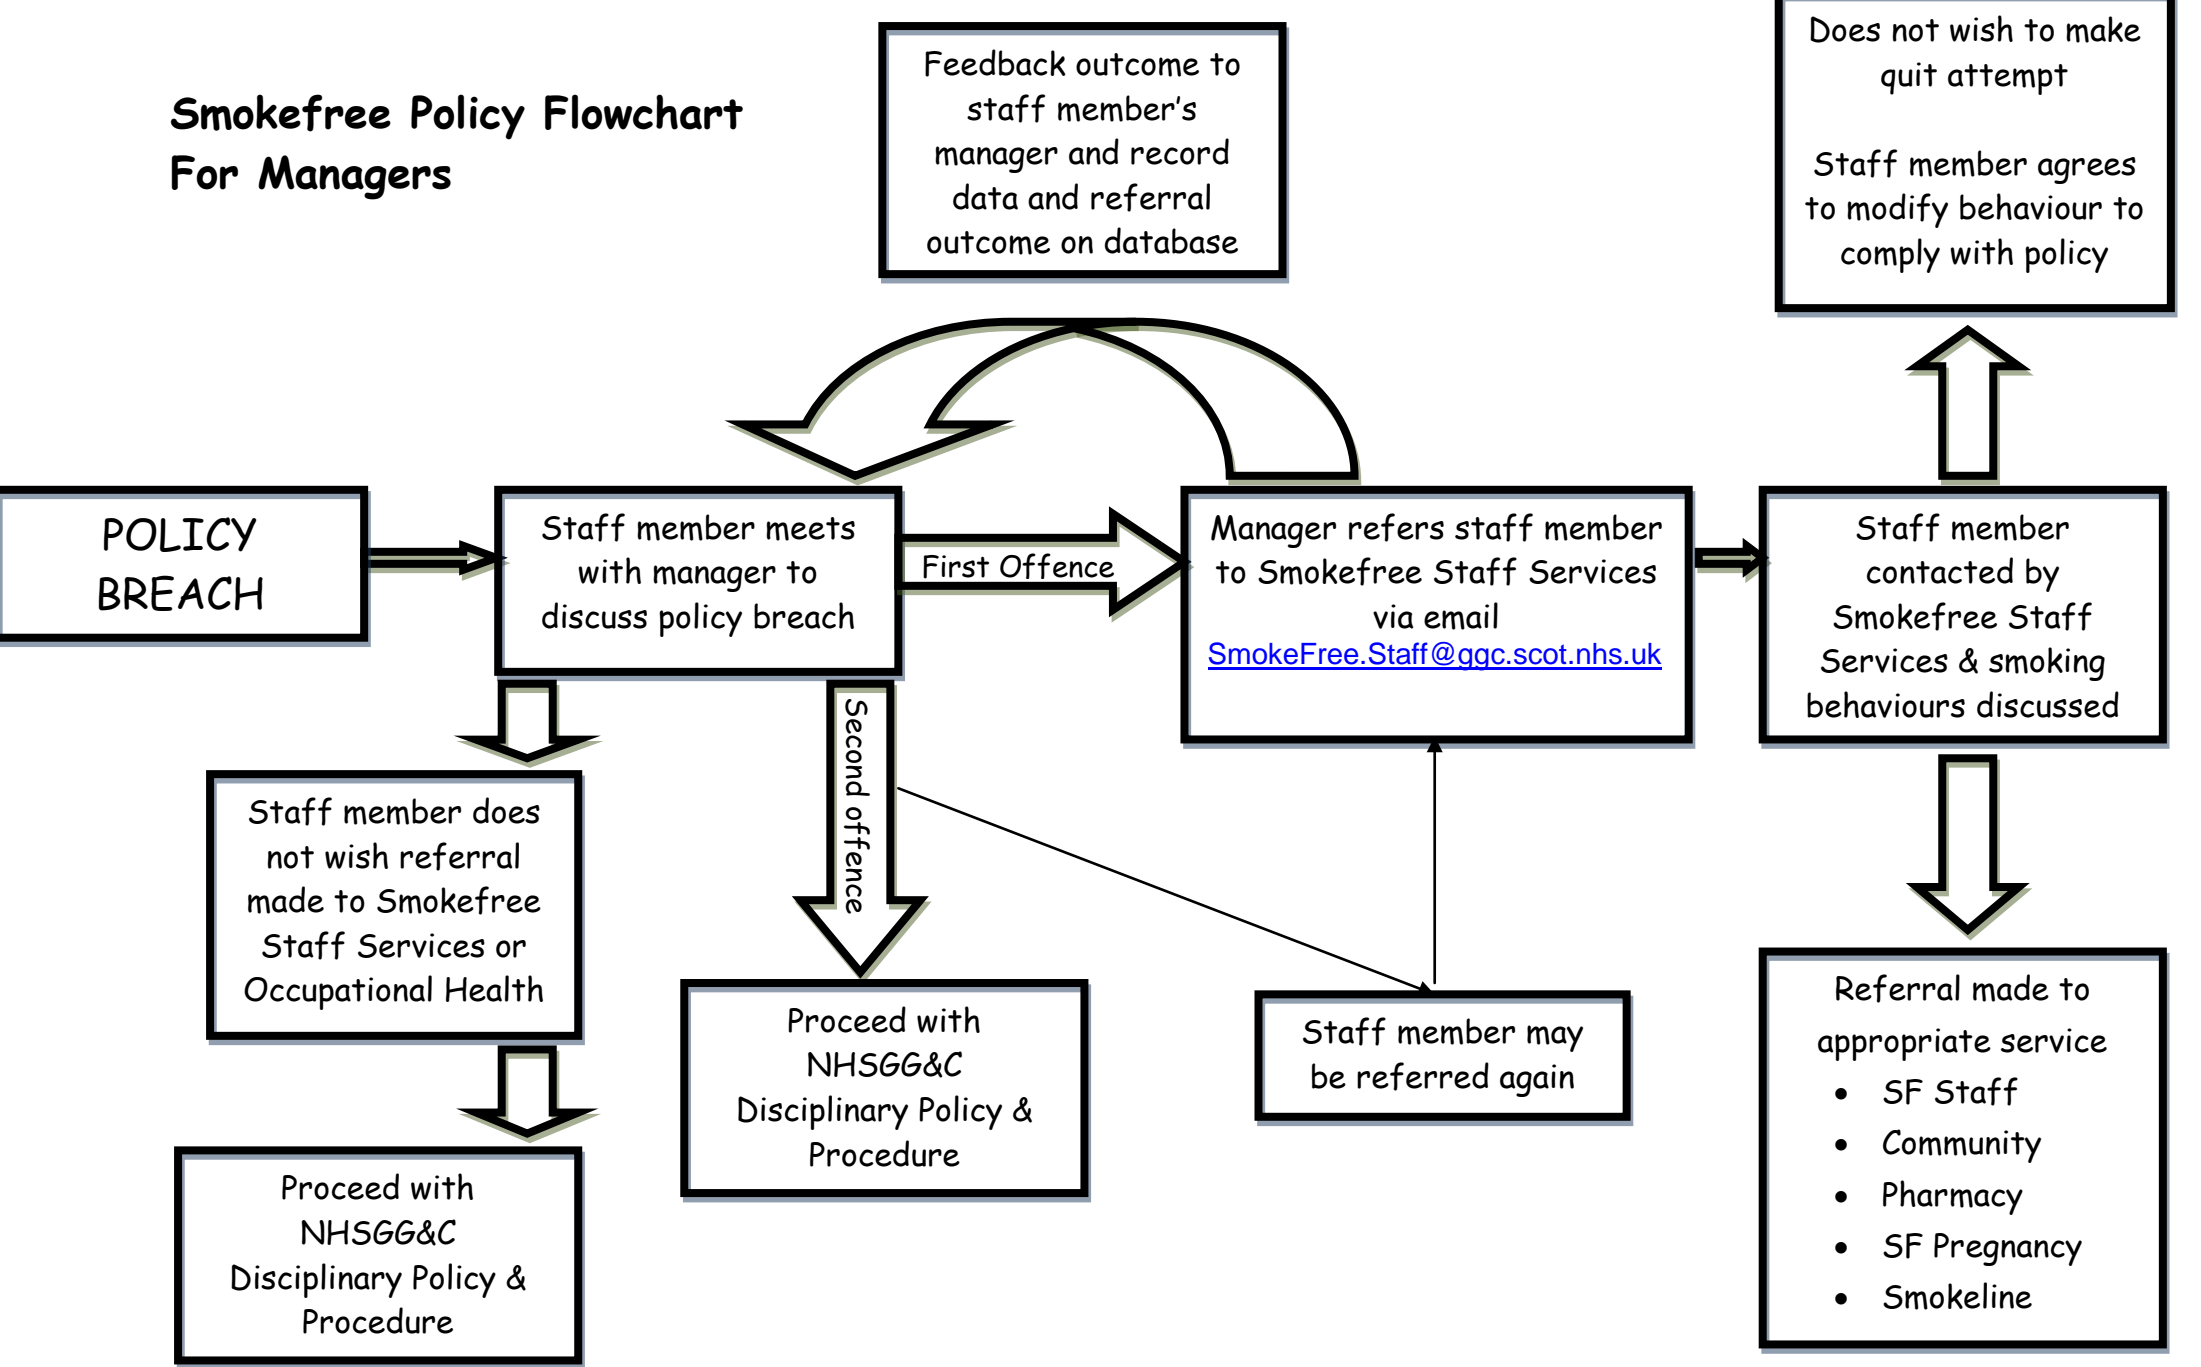 Smokefree Policy Flowchart
For Managers
Feedback outcome to
staff member's
manager and record
data and referral
outcome on database
Does not wish to make
quit attempt
Staff member agrees
to modify behaviour to
comply with policy
POLICY
BREACH
Staff member meets
with manager to
discuss policy breach
First Offence
Manager refers staff member
to Smokefree Staff Services
via email
SmokeFree.Staff@ggc.scot.nhs.uk
Staff member
contacted by
Smokefree Staff
Services & smoking
behaviours discussed
Second offence
Staff member does
not wish referral
made to Smokefree
Staff Services or
Occupational Health
Proceed with
NHSGG&C
Disciplinary Policy &
Procedure
Proceed with
NHSGG&C
Disciplinary Policy &
Procedure
Staff member may
be referred again
Referral made to
appropriate service
• SF Staff
• Community
• Pharmacy
• SF Pregnancy
• Smokeline